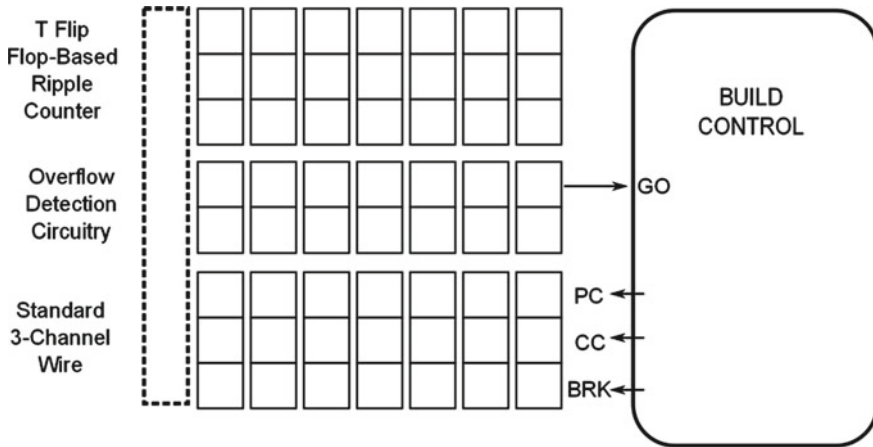 T Flip
Flop-Based
Ripple
Counter
Overflow
Detection
Circuitry
Standard
3-Channel
Wire
BUILD
CONTROL
GO
PC
CC
BRK